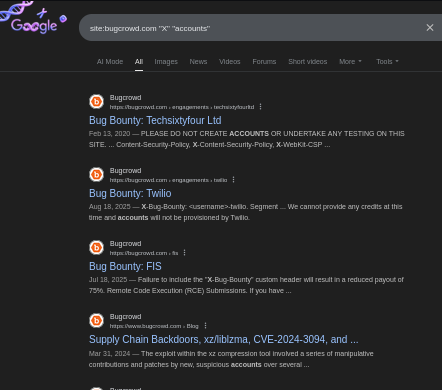 Google
site:bugcrowd.com "X" "accounts"
AI Mode All Images News Videos Forums Short videos More Tools
Bugcrowd
https://bugcrowd.com › engagements › techsixtyfourltd
Bug Bounty: Techsixtyfour Ltd
Feb 13, 2020 — PLEASE DO NOT CREATE ACCOUNTS OR UNDERTAKE ANY TESTING ON THIS
SITE. ... Content-Security-Policy, X-Content-Security-Policy, X-WebKit-CSP ...
Bugcrowd
https://bugcrowd.com › engagements › twilio
Bug Bounty: Twilio
Aug 18, 2025 — X-Bug-Bounty: <username>-twilio. Segment ... We cannot provide any credits at this
time and accounts will not be provisioned by Twilio.
Bugcrowd
https://bugcrowd.com › fis
Bug Bounty: FIS
Jul 18, 2025 — Failure to include the "X-Bug-Bounty" custom header will result in a reduced payout of
75%. Remote Code Execution (RCE) Submissions. If you have ...
Bugcrowd
https://www.bugcrowd.com › Blog
Supply Chain Backdoors, xz/liblzma, CVE-2024-3094, and ...
Mar 31, 2024 — The exploit within the xz compression tool involved a series of manipulative
contributions and patches by new, suspicious accounts over several ...